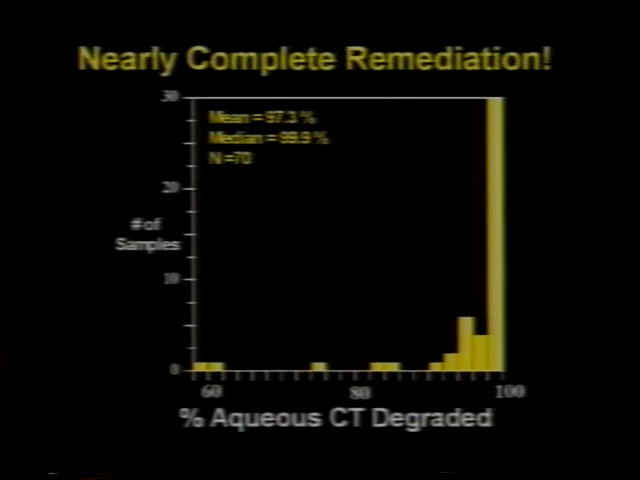 Nearly Complete Remediation!
30
Mean = 97.3 %
Median = 99.9 %
N =70
20
# of
Samples
10
0
60
80
100
% Aqueous CT Degraded